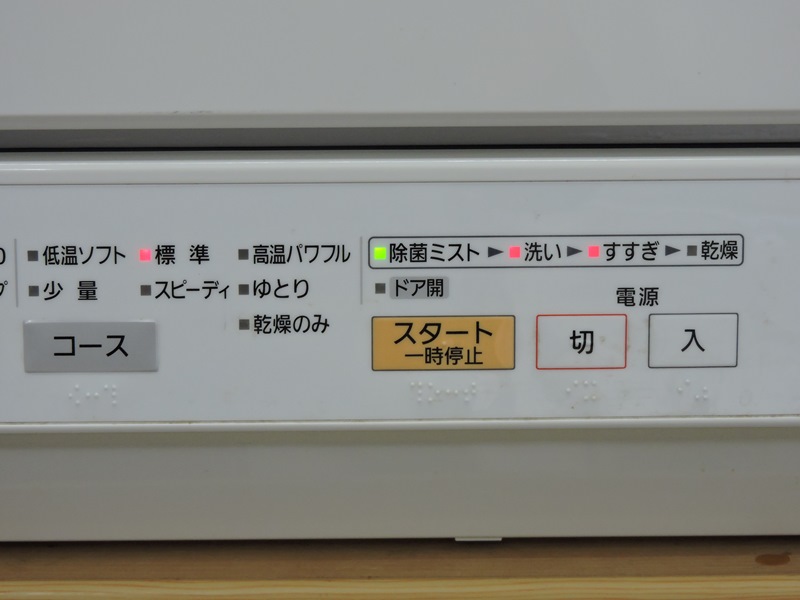 低温ソフト 標準 高温パワフル
少量 スピーディ ゆとり
乾燥のみ
コース
除菌ミスト ▶ 洗い ▶ すすぎ ▶ 乾燥
ドア開
電源
スタート
一時停止
切
入